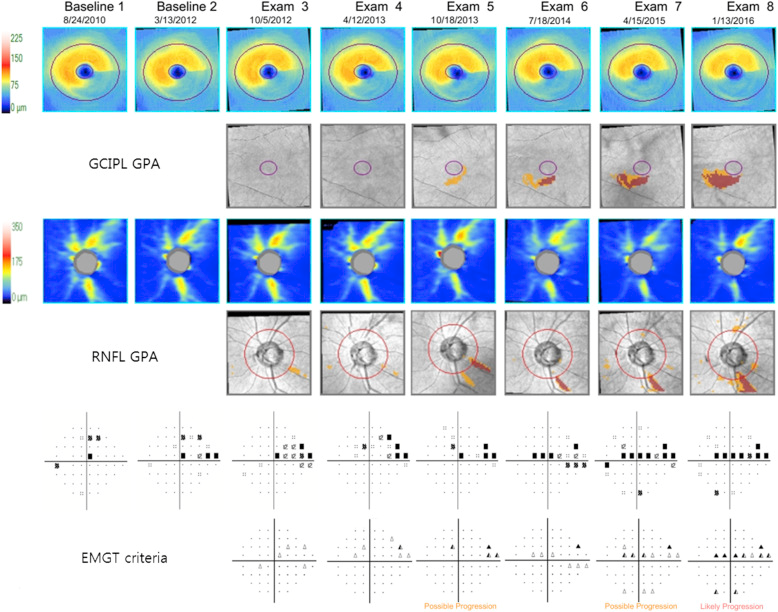 Baseline 1 Baseline 2 Exam 3 Exam 4 Exam 5 Exam 6 Exam 7 Exam 8
8/24/2010 3/13/2012 10/5/2012 4/12/2013 10/18/2013 7/18/2014 4/15/2015 1/13/2016
225
150
75
0 µm
GCIPL GPA
350
175
0 µm
RNFL GPA
EMGT criteria
Possible Progression Possible Progression Likely Progression